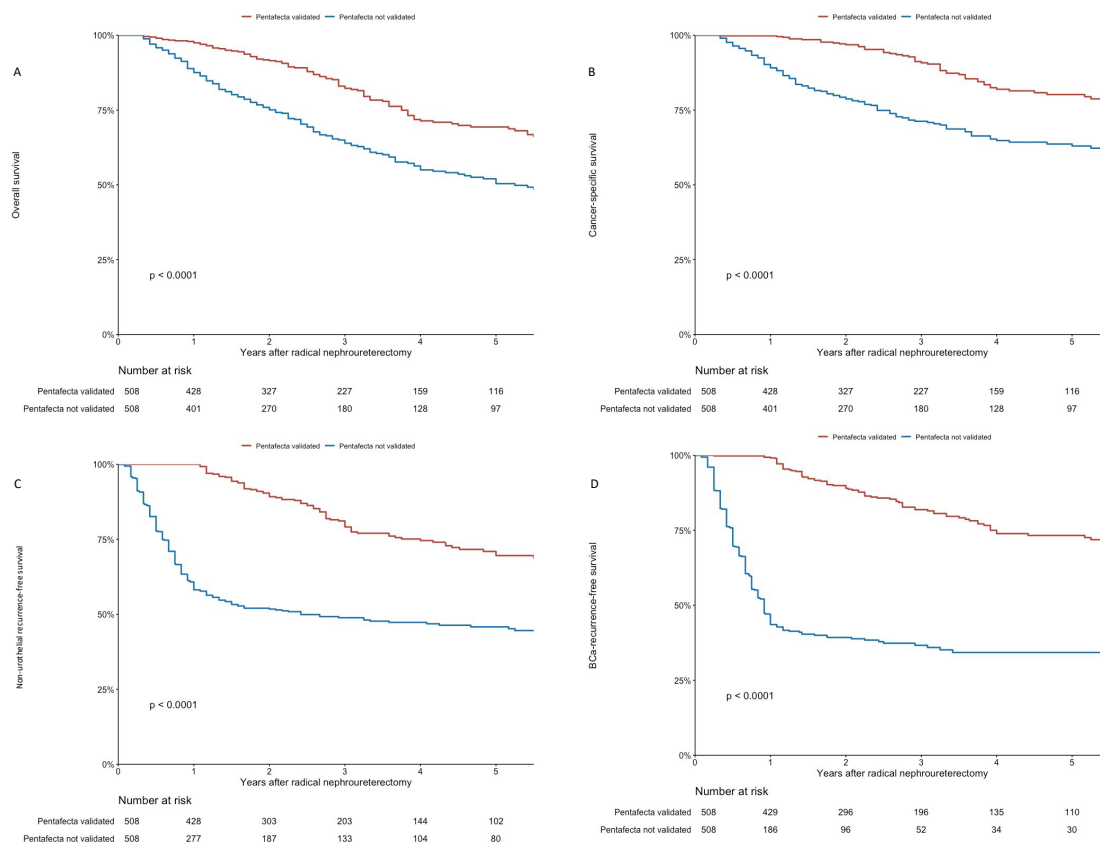 Pentafecta validated Pentafecta not validated
A
Overall survival
100%
75%
50%
25%
0%
p < 0.0001
0 1 2 3 4 5
Years after radical nephroureterectomy
Number at risk
Pentafecta validated 508 428 327 227 159 116
Pentafecta not validated 508 401 270 180 128 97
Pentafecta validated Pentafecta not validated
B
Cancer-specific survival
100%
75%
50%
25%
0%
p < 0.0001
0 1 2 3 4 5
Years after radical nephroureterectomy
Number at risk
Pentafecta validated 508 428 327 227 159 116
Pentafecta not validated 508 401 270 180 128 97
Pentafecta validated Pentafecta not validated
C
Non-urothelial recurrence-free survival
100%
75%
50%
25%
0%
p < 0.0001
0 1 2 3 4 5
Years after radical nephroureterectomy
Number at risk
Pentafecta validated 508 428 303 203 144 102
Pentafecta not validated 508 277 187 133 104 80
Pentafecta validated Pentafecta not validated
D
BCa-recurrence-free survival
100%
75%
50%
25%
0%
p < 0.0001
0 1 2 3 4 5
Years after radical nephroureterectomy
Number at risk
Pentafecta validated 508 429 296 196 135 110
Pentafecta not validated 508 186 96 52 34 30